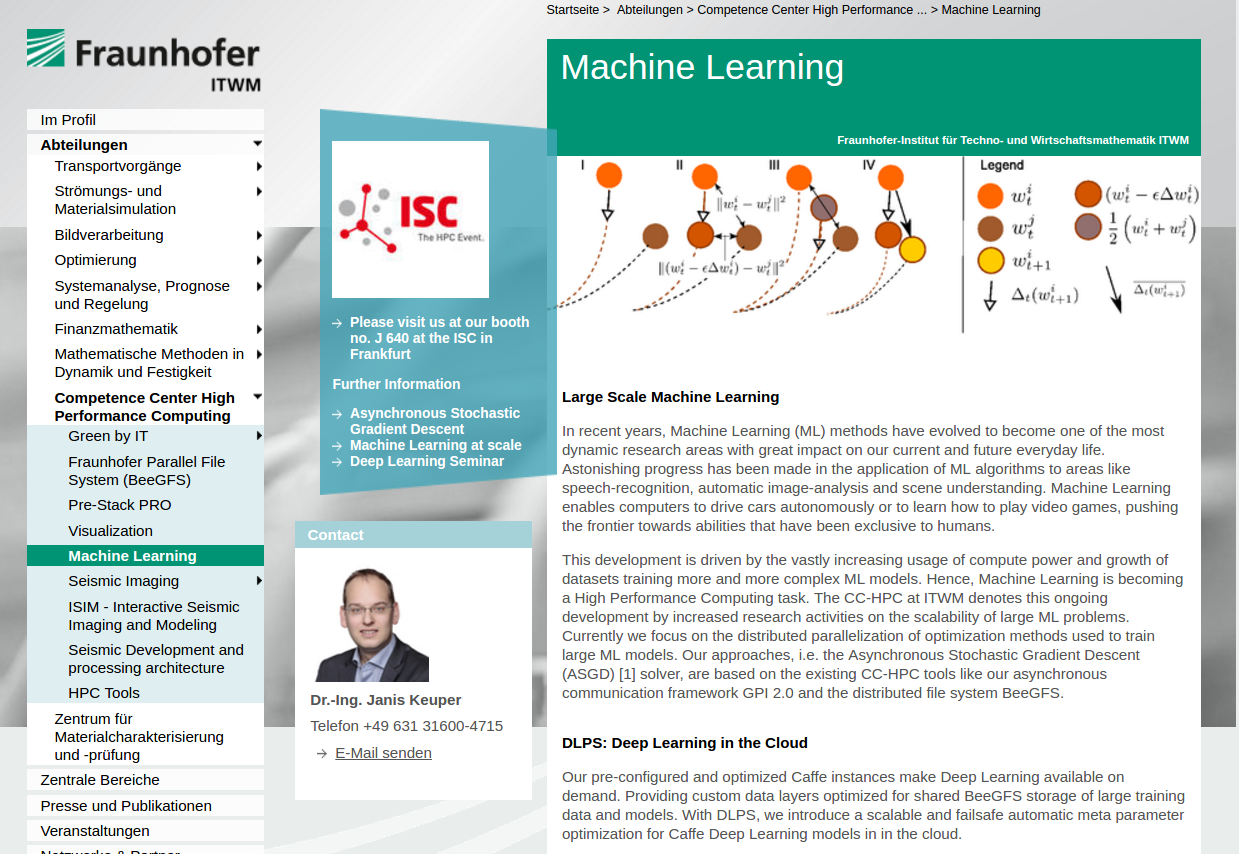 Startseite > Abteilungen > Competence Center High Performance ... > Machine Learning
Fraunhofer
ITWM
Im Profil
Abteilungen
Transportvorgänge
Strömungs- und
Materialsimulation
Bildverarbeitung
Optimierung
Systemanalyse, Prognose
und Regelung
Finanzmathematik
Mathematische Methoden in
Dynamik und Festigkeit
Competence Center High
Performance Computing
Green by IT
Fraunhofer Parallel File
System (BeeGFS)
Pre-Stack PRO
Visualization
Machine Learning
Seismic Imaging
ISIM - Interactive Seismic
Imaging and Modeling
Seismic Development and
processing architecture
HPC Tools
Zentrum für
Materialcharakterisierung
und -prüfung
Zentrale Bereiche
Presse und Publikationen
Veranstaltungen
Netzwerke & Partner
ISC
The HPC Event.
Please visit us at our booth
no. J 640 at the ISC in
Frankfurt
Further Information
Asynchronous Stochastic
Gradient Descent
Machine Learning at scale
Deep Learning Seminar
Contact
Dr.-Ing. Janis Keuper
Telefon +49 631 31600-4715
E-Mail senden
Machine Learning
Fraunhofer-Institut für Techno- und Wirtschaftsmathematik ITWM
I II III IV Legend
‖w_t^i − w_t^j‖²
‖(w_t^i − ϵΔw_t^i) − w_t^j‖²
w_t^i (w_t^i − ϵΔw_t^i)
w_t^j 1/2 (w_t^i + w_t^j)
w_{t+1}^i
Δ_t(w_{t+1}^i) Δ_t(w_{t+1}^i)
Large Scale Machine Learning
In recent years, Machine Learning (ML) methods have evolved to become one of the most
dynamic research areas with great impact on our current and future everyday life.
Astonishing progress has been made in the application of ML algorithms to areas like
speech-recognition, automatic image-analysis and scene understanding. Machine Learning
enables computers to drive cars autonomously or to learn how to play video games, pushing
the frontier towards abilities that have been exclusive to humans.
This development is driven by the vastly increasing usage of compute power and growth of
datasets training more and more complex ML models. Hence, Machine Learning is becoming
a High Performance Computing task. The CC-HPC at ITWM denotes this ongoing
development by increased research activities on the scalability of large ML problems.
Currently we focus on the distributed parallelization of optimization methods used to train
large ML models. Our approaches, i.e. the Asynchronous Stochastic Gradient Descent
(ASGD) [1] solver, are based on the existing CC-HPC tools like our asynchronous
communication framework GPI 2.0 and the distributed file system BeeGFS.
DLPS: Deep Learning in the Cloud
Our pre-configured and optimized Caffe instances make Deep Learning available on
demand. Providing custom data layers optimized for shared BeeGFS storage of large training
data and models. With DLPS, we introduce a scalable and failsafe automatic meta parameter
optimization for Caffe Deep Learning models in in the cloud.